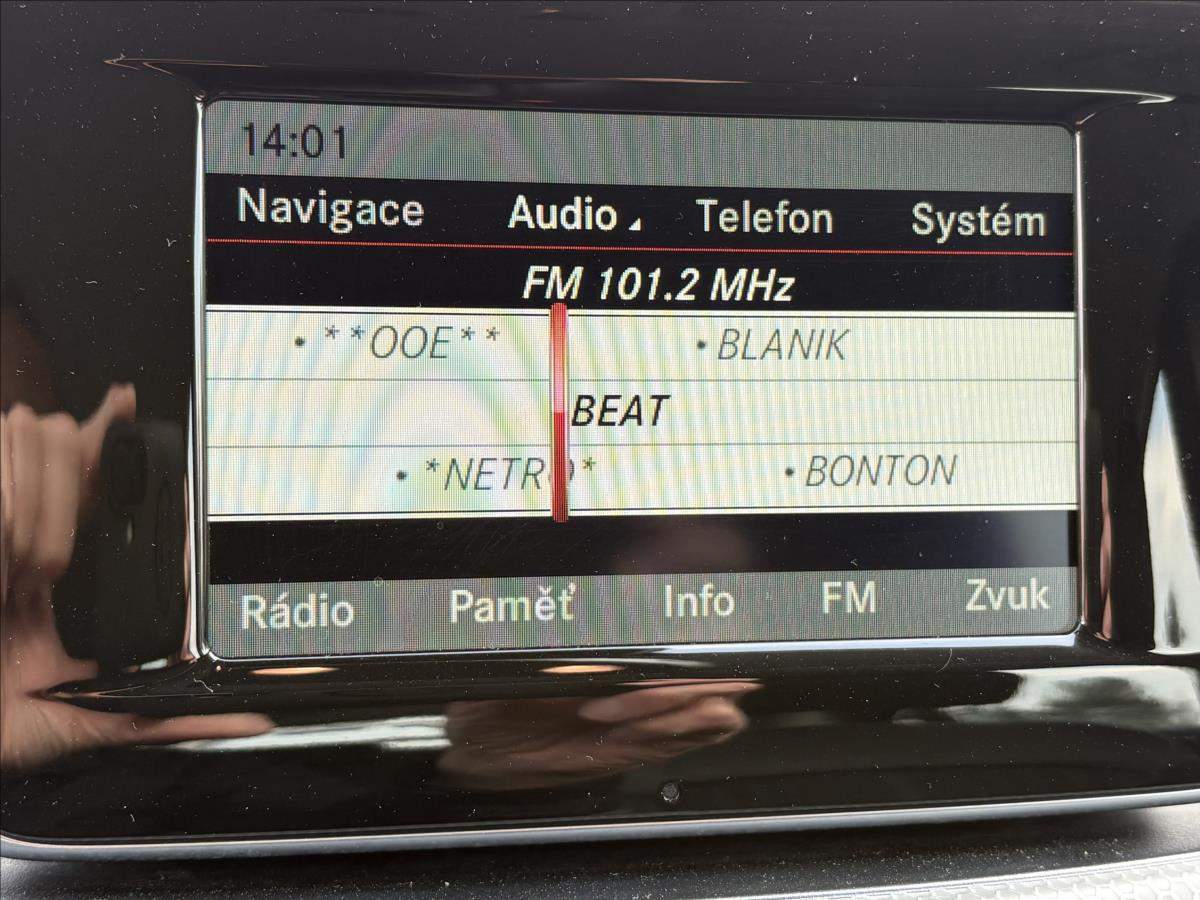 14:01
Navigace Audio Telefon Systém
FM 101.2 MHz
• **OOE** • BLANIK
BEAT
• *NETRO* • BONTON
Rádio Paměť Info FM Zvuk